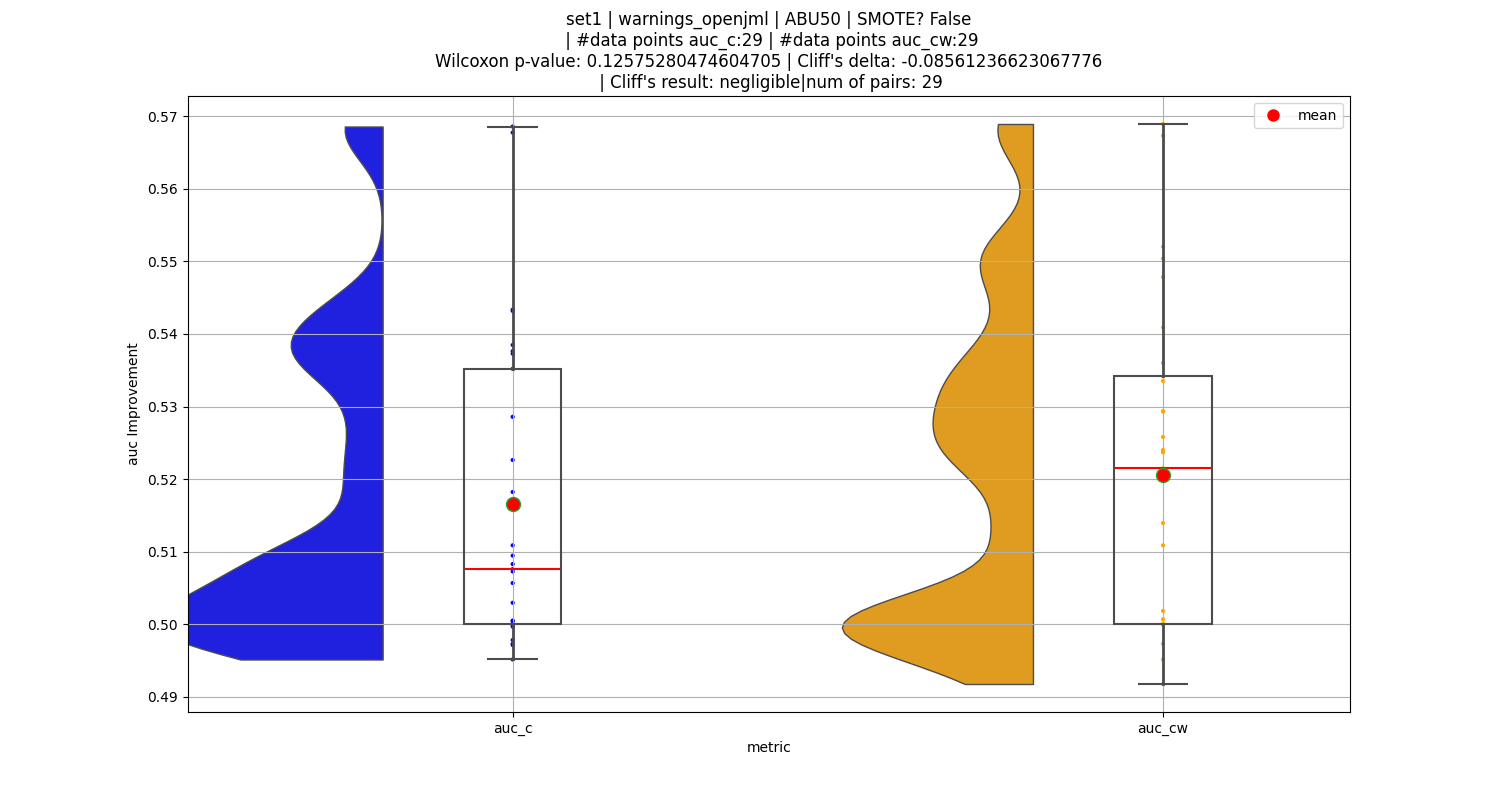 set1 | warnings_openjml | ABU50 | SMOTE? False
| #data points auc_c:29 | #data points auc_cw:29
Wilcoxon p-value: 0.12575280474604705 | Cliff's delta: -0.08561236623067776
| Cliff's result: negligible|num of pairs: 29
mean
0.57
0.56
0.55
0.54
0.53
0.52
0.51
0.50
0.49
auc Improvement
auc_c
auc_cw
metric